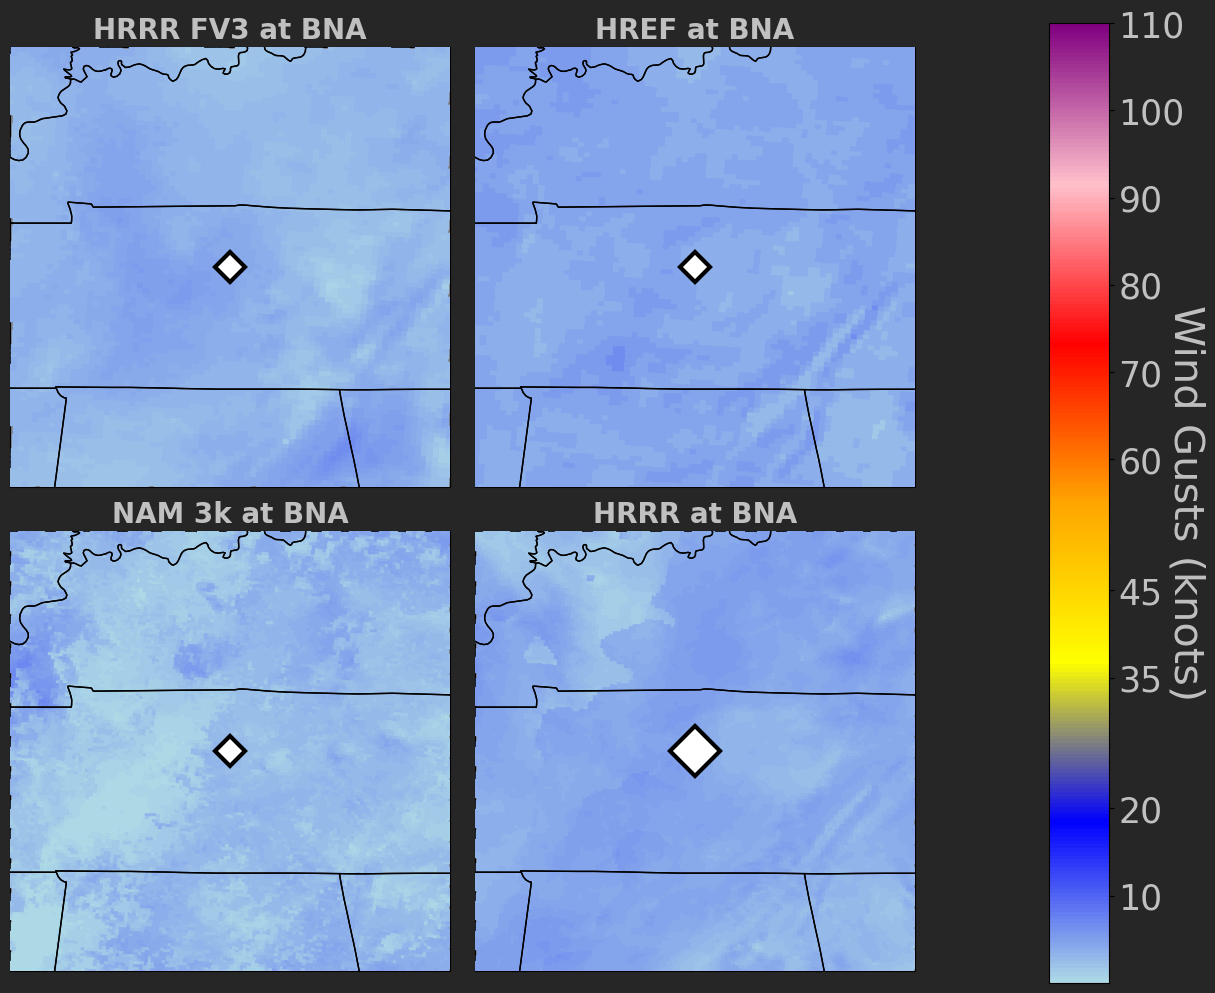 HRRR FV3 at BNA
HREF at BNA
NAM 3k at BNA
HRRR at BNA
110
100
90
80
70
60
45
35
20
10
Wind Gusts (knots)